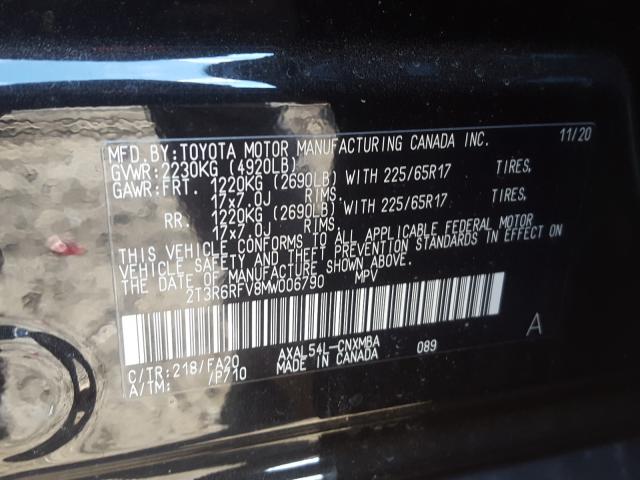 MFD.BY:TOYOTA MOTOR MANUFACTURING CANADA INC. 11/20
GVWR:2230KG (4920LB)
GAWR:FRT. 1220KG (2690LB) WITH 225/65R17 TIRES,
17x7.0J RIMS.
RR. 1220KG (2690LB) WITH 225/65R17 TIRES,
17x7.0J RIMS.
THIS VEHICLE CONFORMS TO ALL APPLICABLE FEDERAL MOTOR
VEHICLE SAFETY AND THEFT PREVENTION STANDARDS IN EFFECT ON
THE DATE OF MANUFACTURE SHOWN ABOVE.
2T3R6RFV8MW006790 MPV
A
C/TR:218/FA20 AXAL54L-CNXMBA 089
A/TM: /P/10 MADE IN CANADA